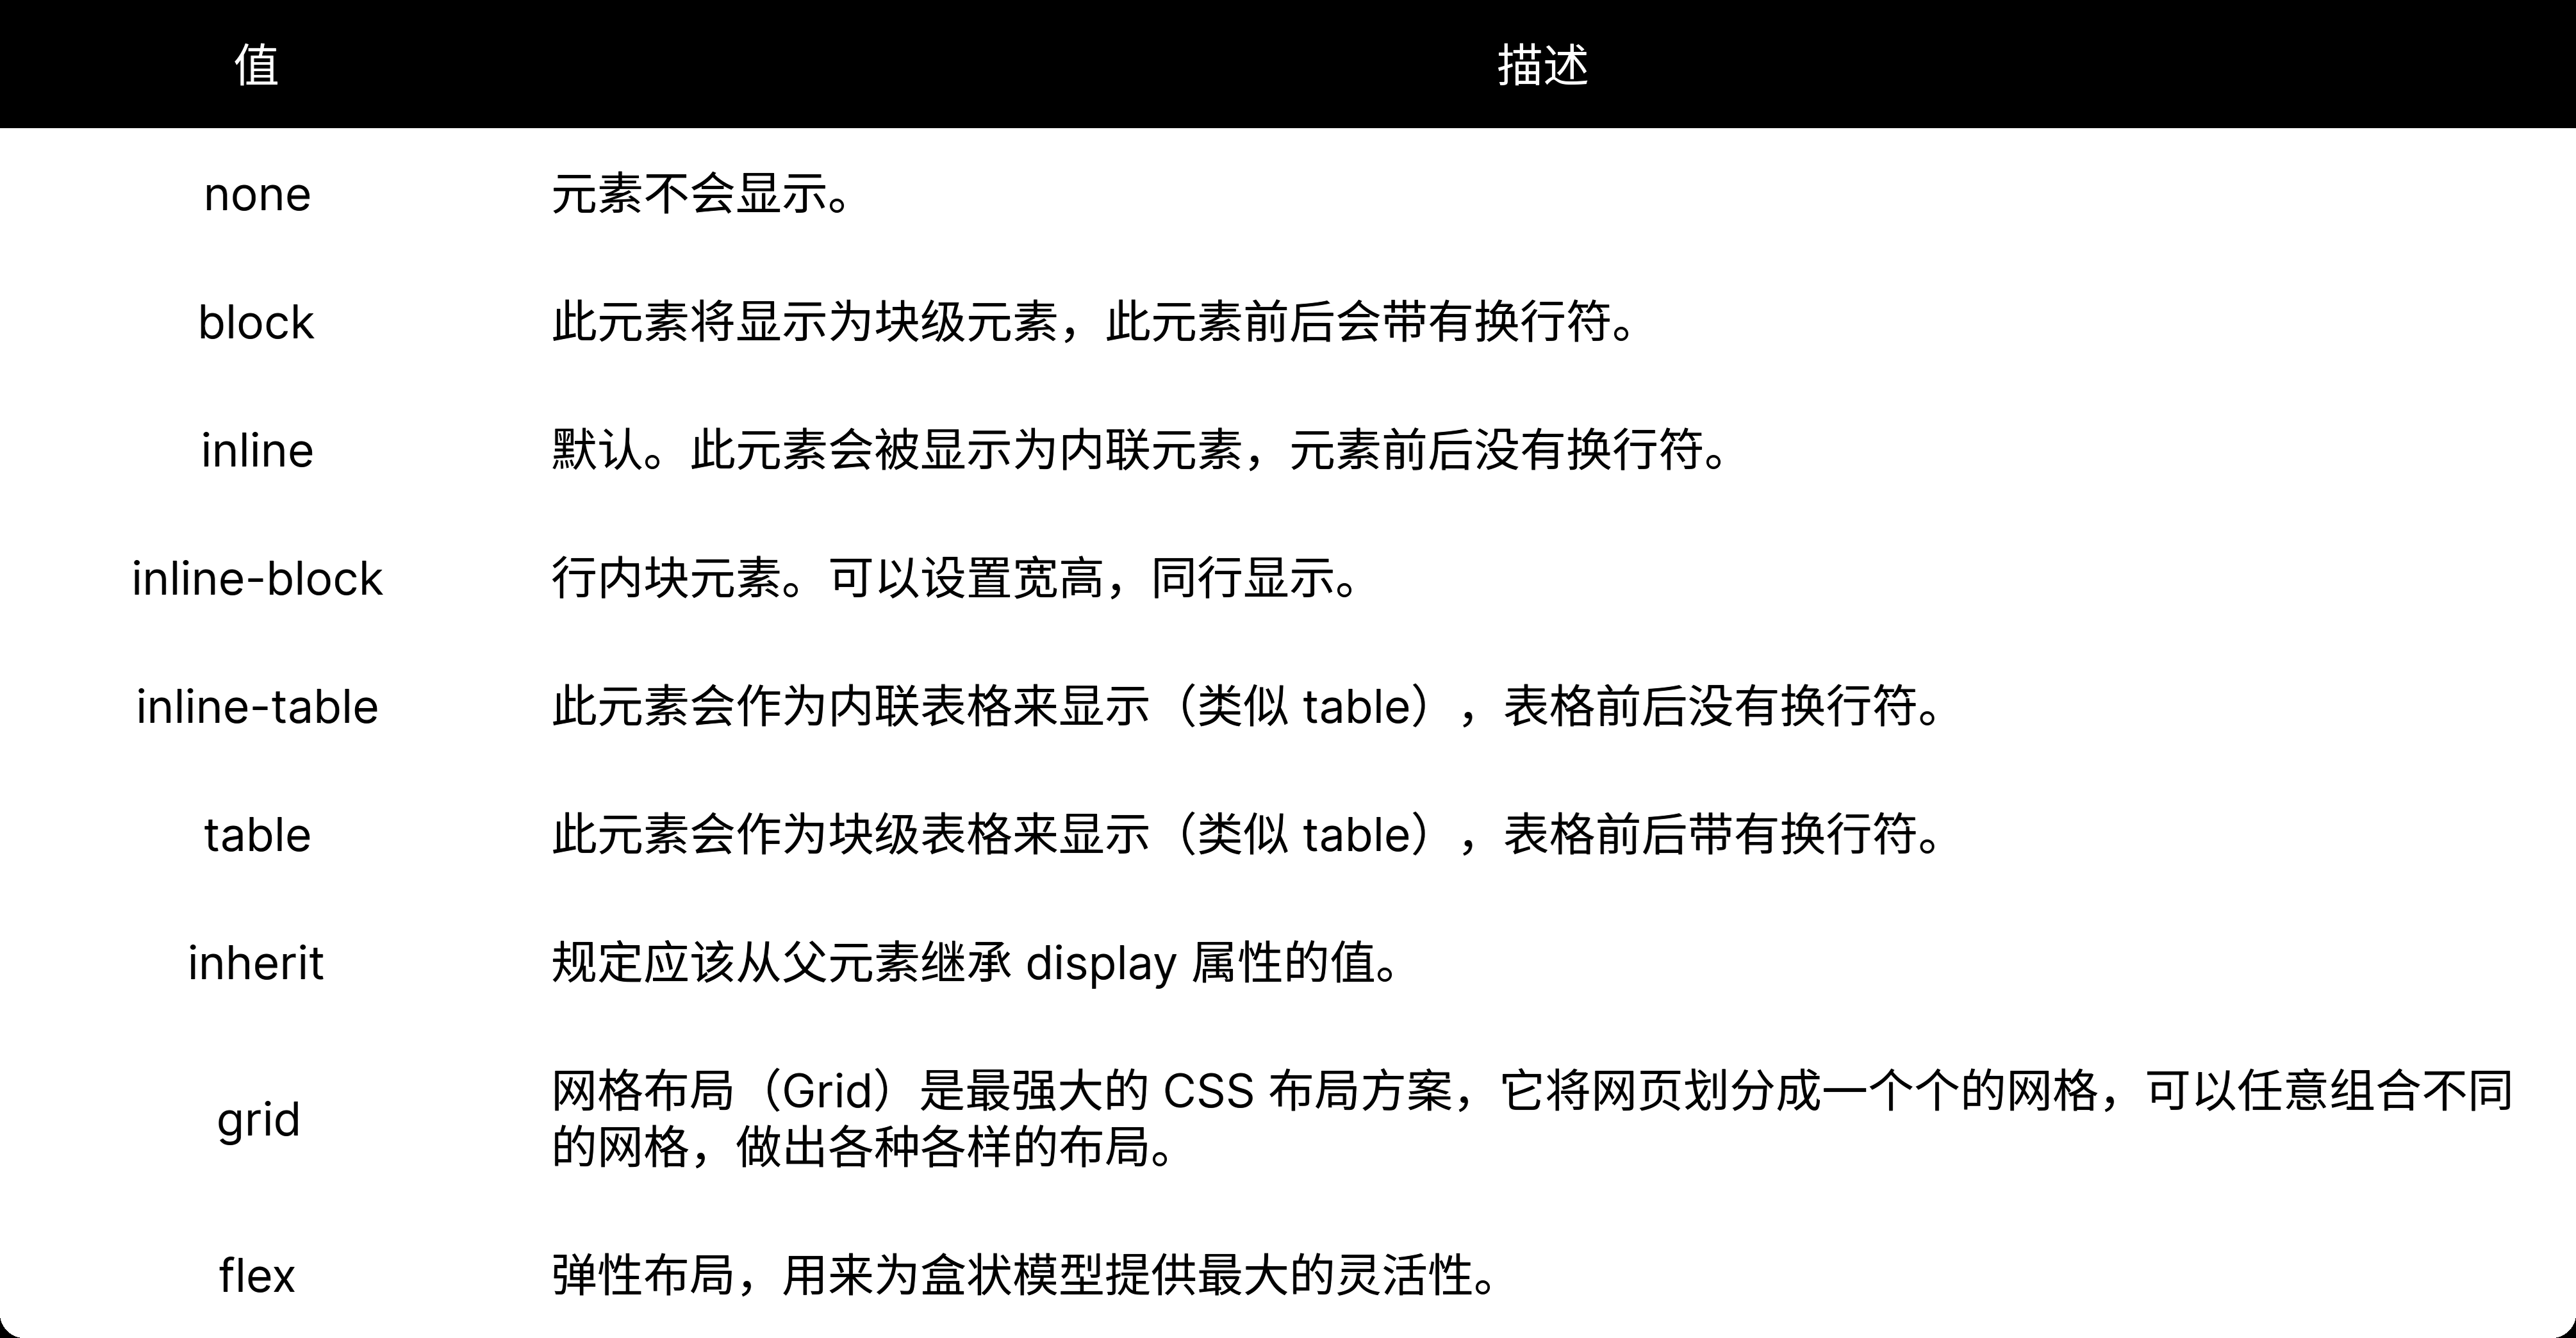 值 描述
none 元素不会显示。
block 此元素将显示为块级元素，此元素前后会带有换行符。
inline 默认。此元素会被显示为内联元素，元素前后没有换行符。
inline-block 行内块元素。可以设置宽高，同行显示。
inline-table 此元素会作为内联表格来显示（类似 table），表格前后没有换行符。
table 此元素会作为块级表格来显示（类似 table），表格前后带有换行符。
inherit 规定应该从父元素继承 display 属性的值。
grid 网格布局（Grid）是最强大的 CSS 布局方案，它将网页划分成一个个的网格，可以任意组合不同
的网格，做出各种各样的布局。
flex 弹性布局，用来为盒状模型提供最大的灵活性。